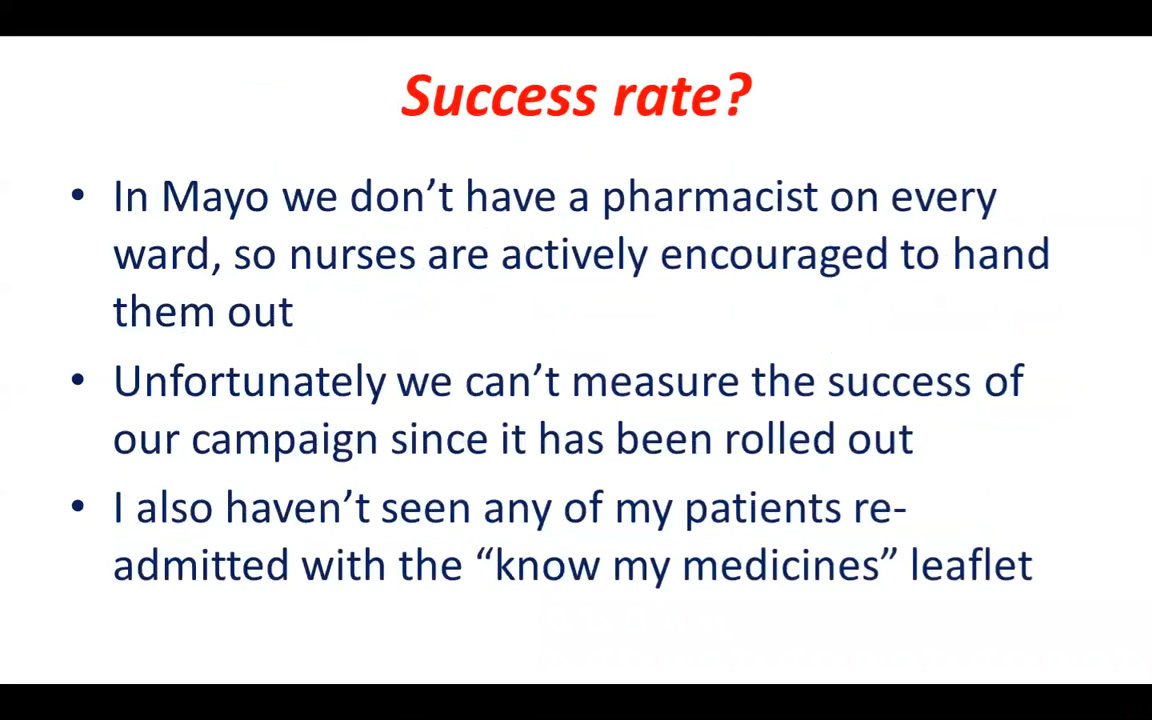 Success rate?
• In Mayo we don’t have a pharmacist on every
ward, so nurses are actively encouraged to hand
them out
• Unfortunately we can’t measure the success of
our campaign since it has been rolled out
• I also haven’t seen any of my patients re-
admitted with the “know my medicines” leaflet